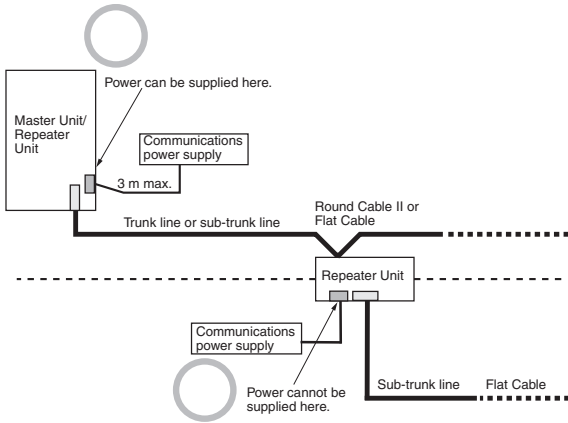 Power can be supplied here.
Master Unit/
Repeater
Unit
Communications
power supply
3 m max.
Round Cable II or
Flat Cable
Trunk line or sub-trunk line
Repeater Unit
Communications
power supply
Power cannot be
supplied here.
Sub-trunk line
Flat Cable